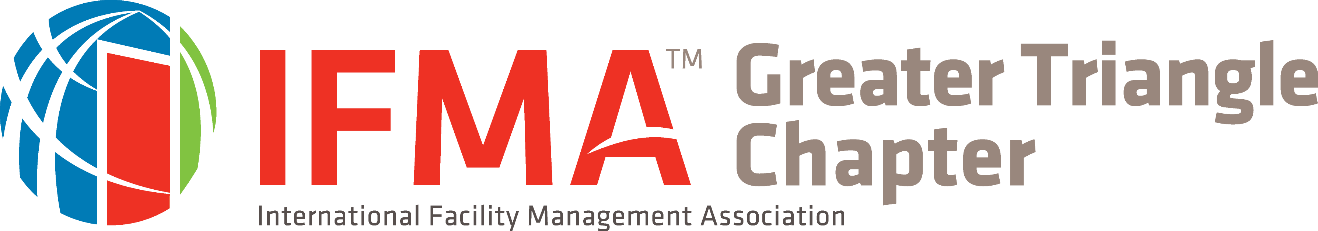 IFMA™
International Facility Management Association
Greater Triangle
Chapter